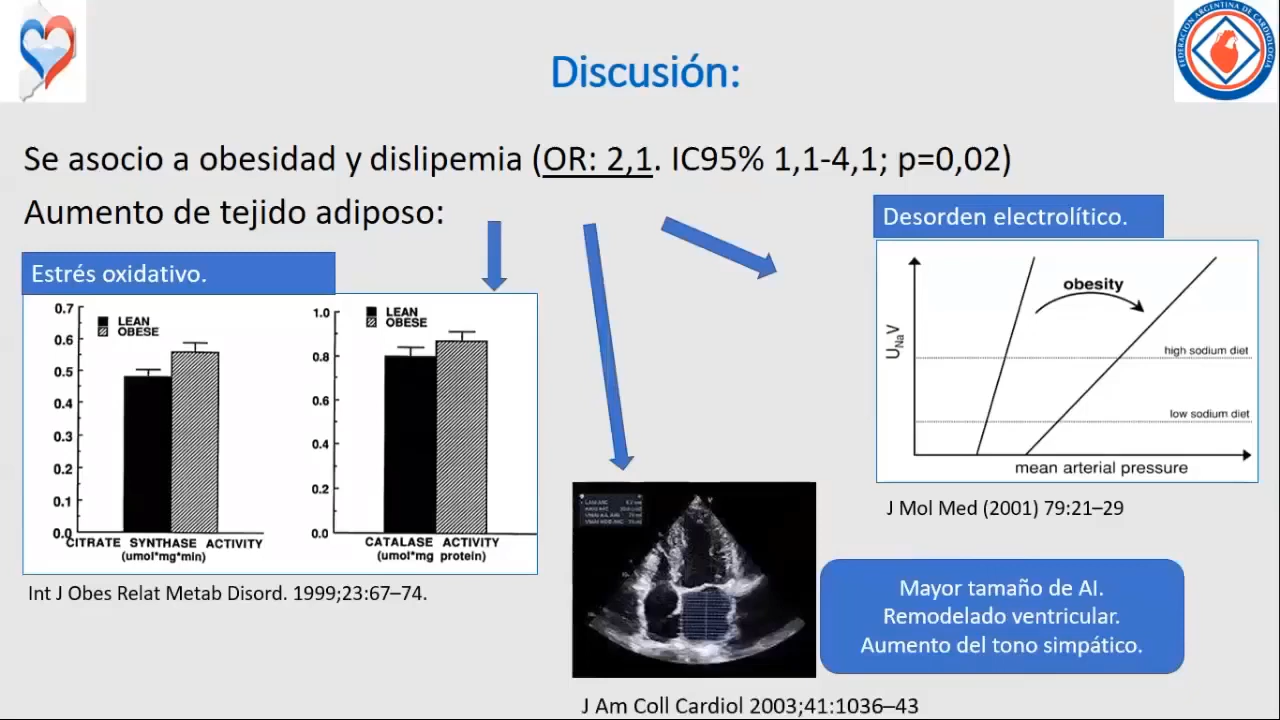 Discusión:
FEDERACIÓN ARGENTINA DE CARDIOLOGÍA
Se asocio a obesidad y dislipemia (OR: 2,1. IC95% 1,1-4,1; p=0,02)
Aumento de tejido adiposo:
Estrés oxidativo.
0.7
0.6
0.5
0.4
0.3
0.2
0.1
0.0
LEAN
OBESE
CITRATE SYNTHASE ACTIVITY
(umol*mg*min)
1.0
0.8
0.6
0.4
0.2
0.0
LEAN
OBESE
CATALASE ACTIVITY
(umol*mg protein)
Int J Obes Relat Metab Disord. 1999;23:67–74.
Desorden electrolítico.
UNaV
obesity
high sodium diet
low sodium diet
mean arterial pressure
J Mol Med (2001) 79:21–29
Mayor tamaño de AI.
Remodelado ventricular.
Aumento del tono simpático.
J Am Coll Cardiol 2003;41:1036–43